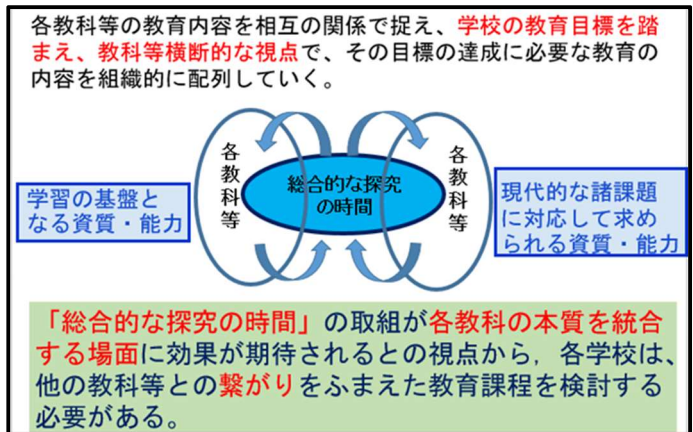 各教科等の教育内容を相互の関係で捉え、学校の教育目標を踏
まえ、教科等横断的な視点で、その目標の達成に必要な教育の
内容を組織的に配列していく。
各教科等
総合的な探究
の時間
各教科等
学習の基盤と
なる資質・能力
現代的な諸課題
に対応して求め
られる資質・能力
「総合的な探究の時間」の取組が各教科の本質を統合
する場面に効果が期待されるとの視点から,各学校は、
他の教科等との繋がりをふまえた教育課程を検討する
必要がある。